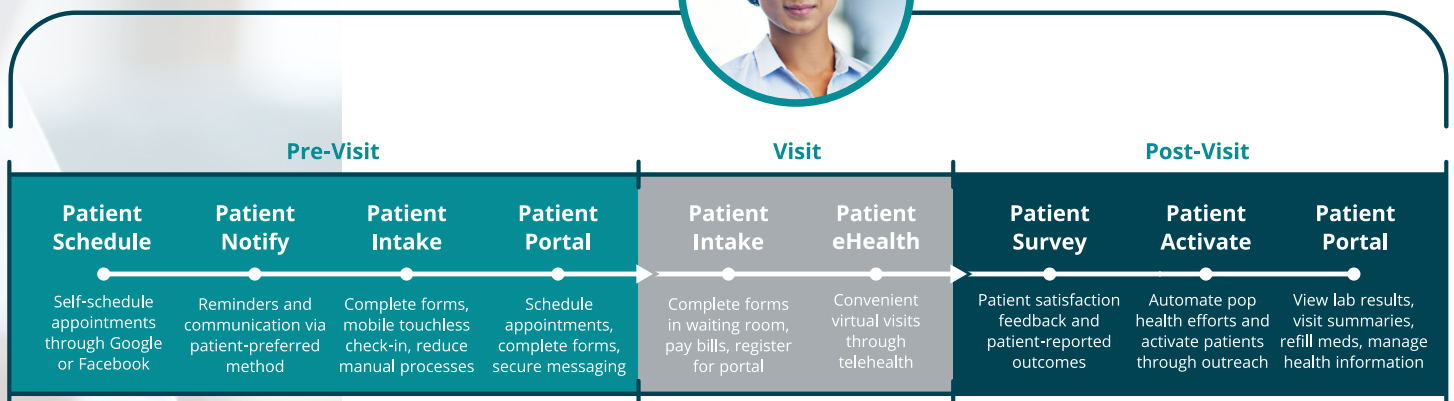 Pre-Visit
Patient
Schedule
Self-schedule
appointments
through Google
or Facebook
Patient
Notify
Reminders and
communication via
patient-preferred
method
Patient
Intake
Complete forms,
mobile touchless
check-in, reduce
manual processes
Patient
Portal
Schedule
appointments,
complete forms,
secure messaging
Visit
Patient
Intake
Complete forms
in waiting room,
pay bills, register
for portal
Patient
eHealth
Convenient
virtual visits
through
telehealth
Post-Visit
Patient
Survey
Patient satisfaction
feedback and
patient-reported
outcomes
Patient
Activate
Automate pop
health efforts and
activate patients
through outreach
Patient
Portal
View lab results,
visit summaries,
refill meds, manage
health information